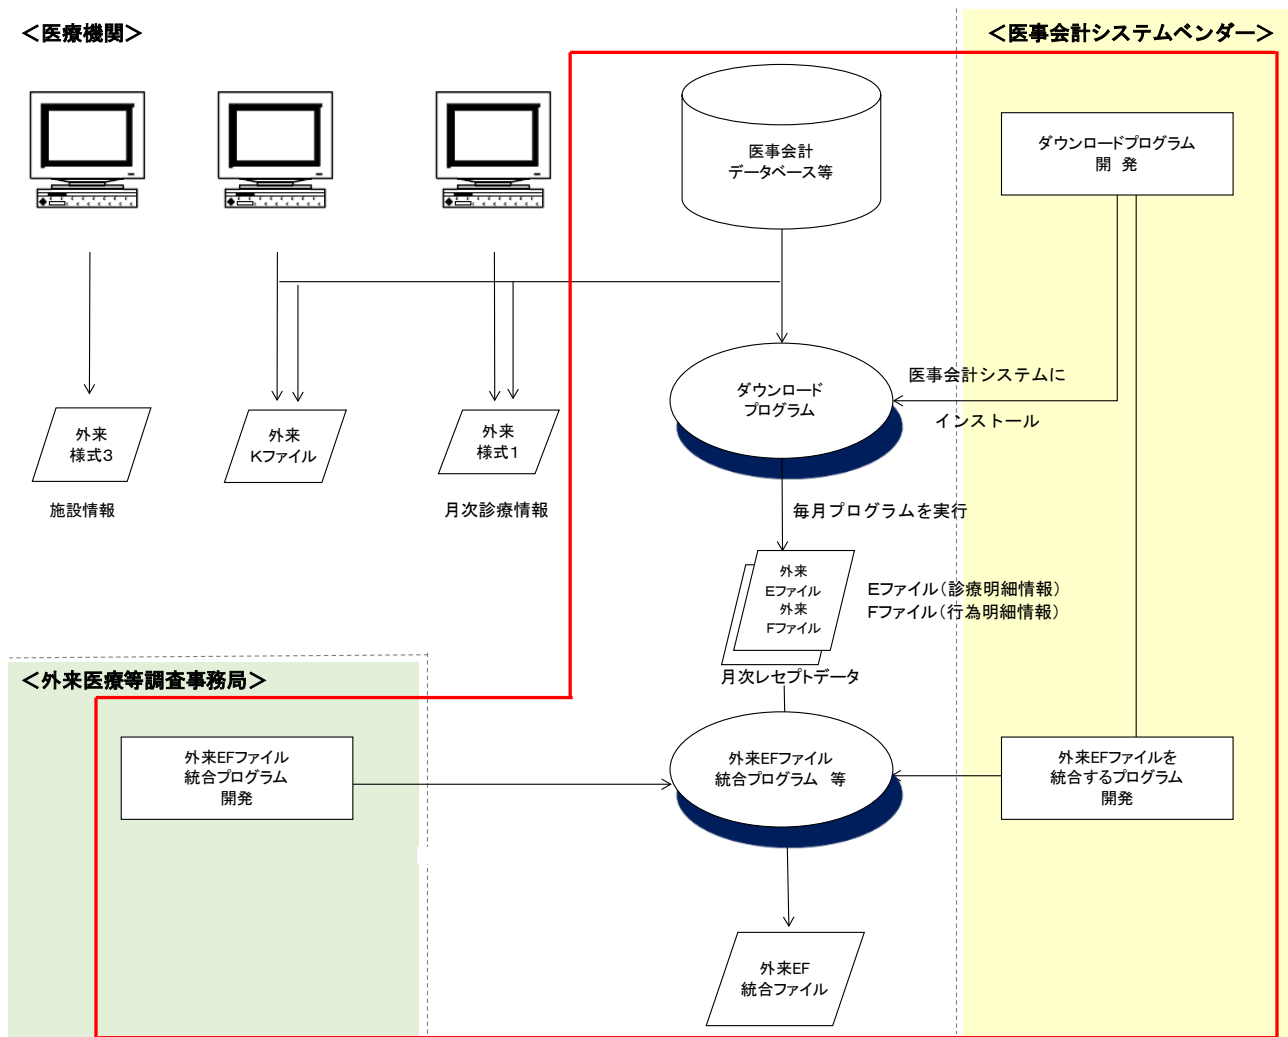 ＜医療機関＞
＜医事会計システムベンダー＞
医事会計
データベース等
ダウンロードプログラム
開 発
ダウンロード
プログラム
医事会計システムに
インストール
外来
様式3
外来
Kファイル
外来
様式1
施設情報
月次診療情報
毎月プログラムを実行
外来
Eファイル
外来
Fファイル
Eファイル（診療明細情報）
Fファイル（行為明細情報）
月次レセプトデータ
＜外来医療等調査事務局＞
外来EFファイル
統合プログラム
開発
外来EFファイル
統合プログラム 等
外来EFファイルを
統合するプログラム
開発
外来EF
統合ファイル